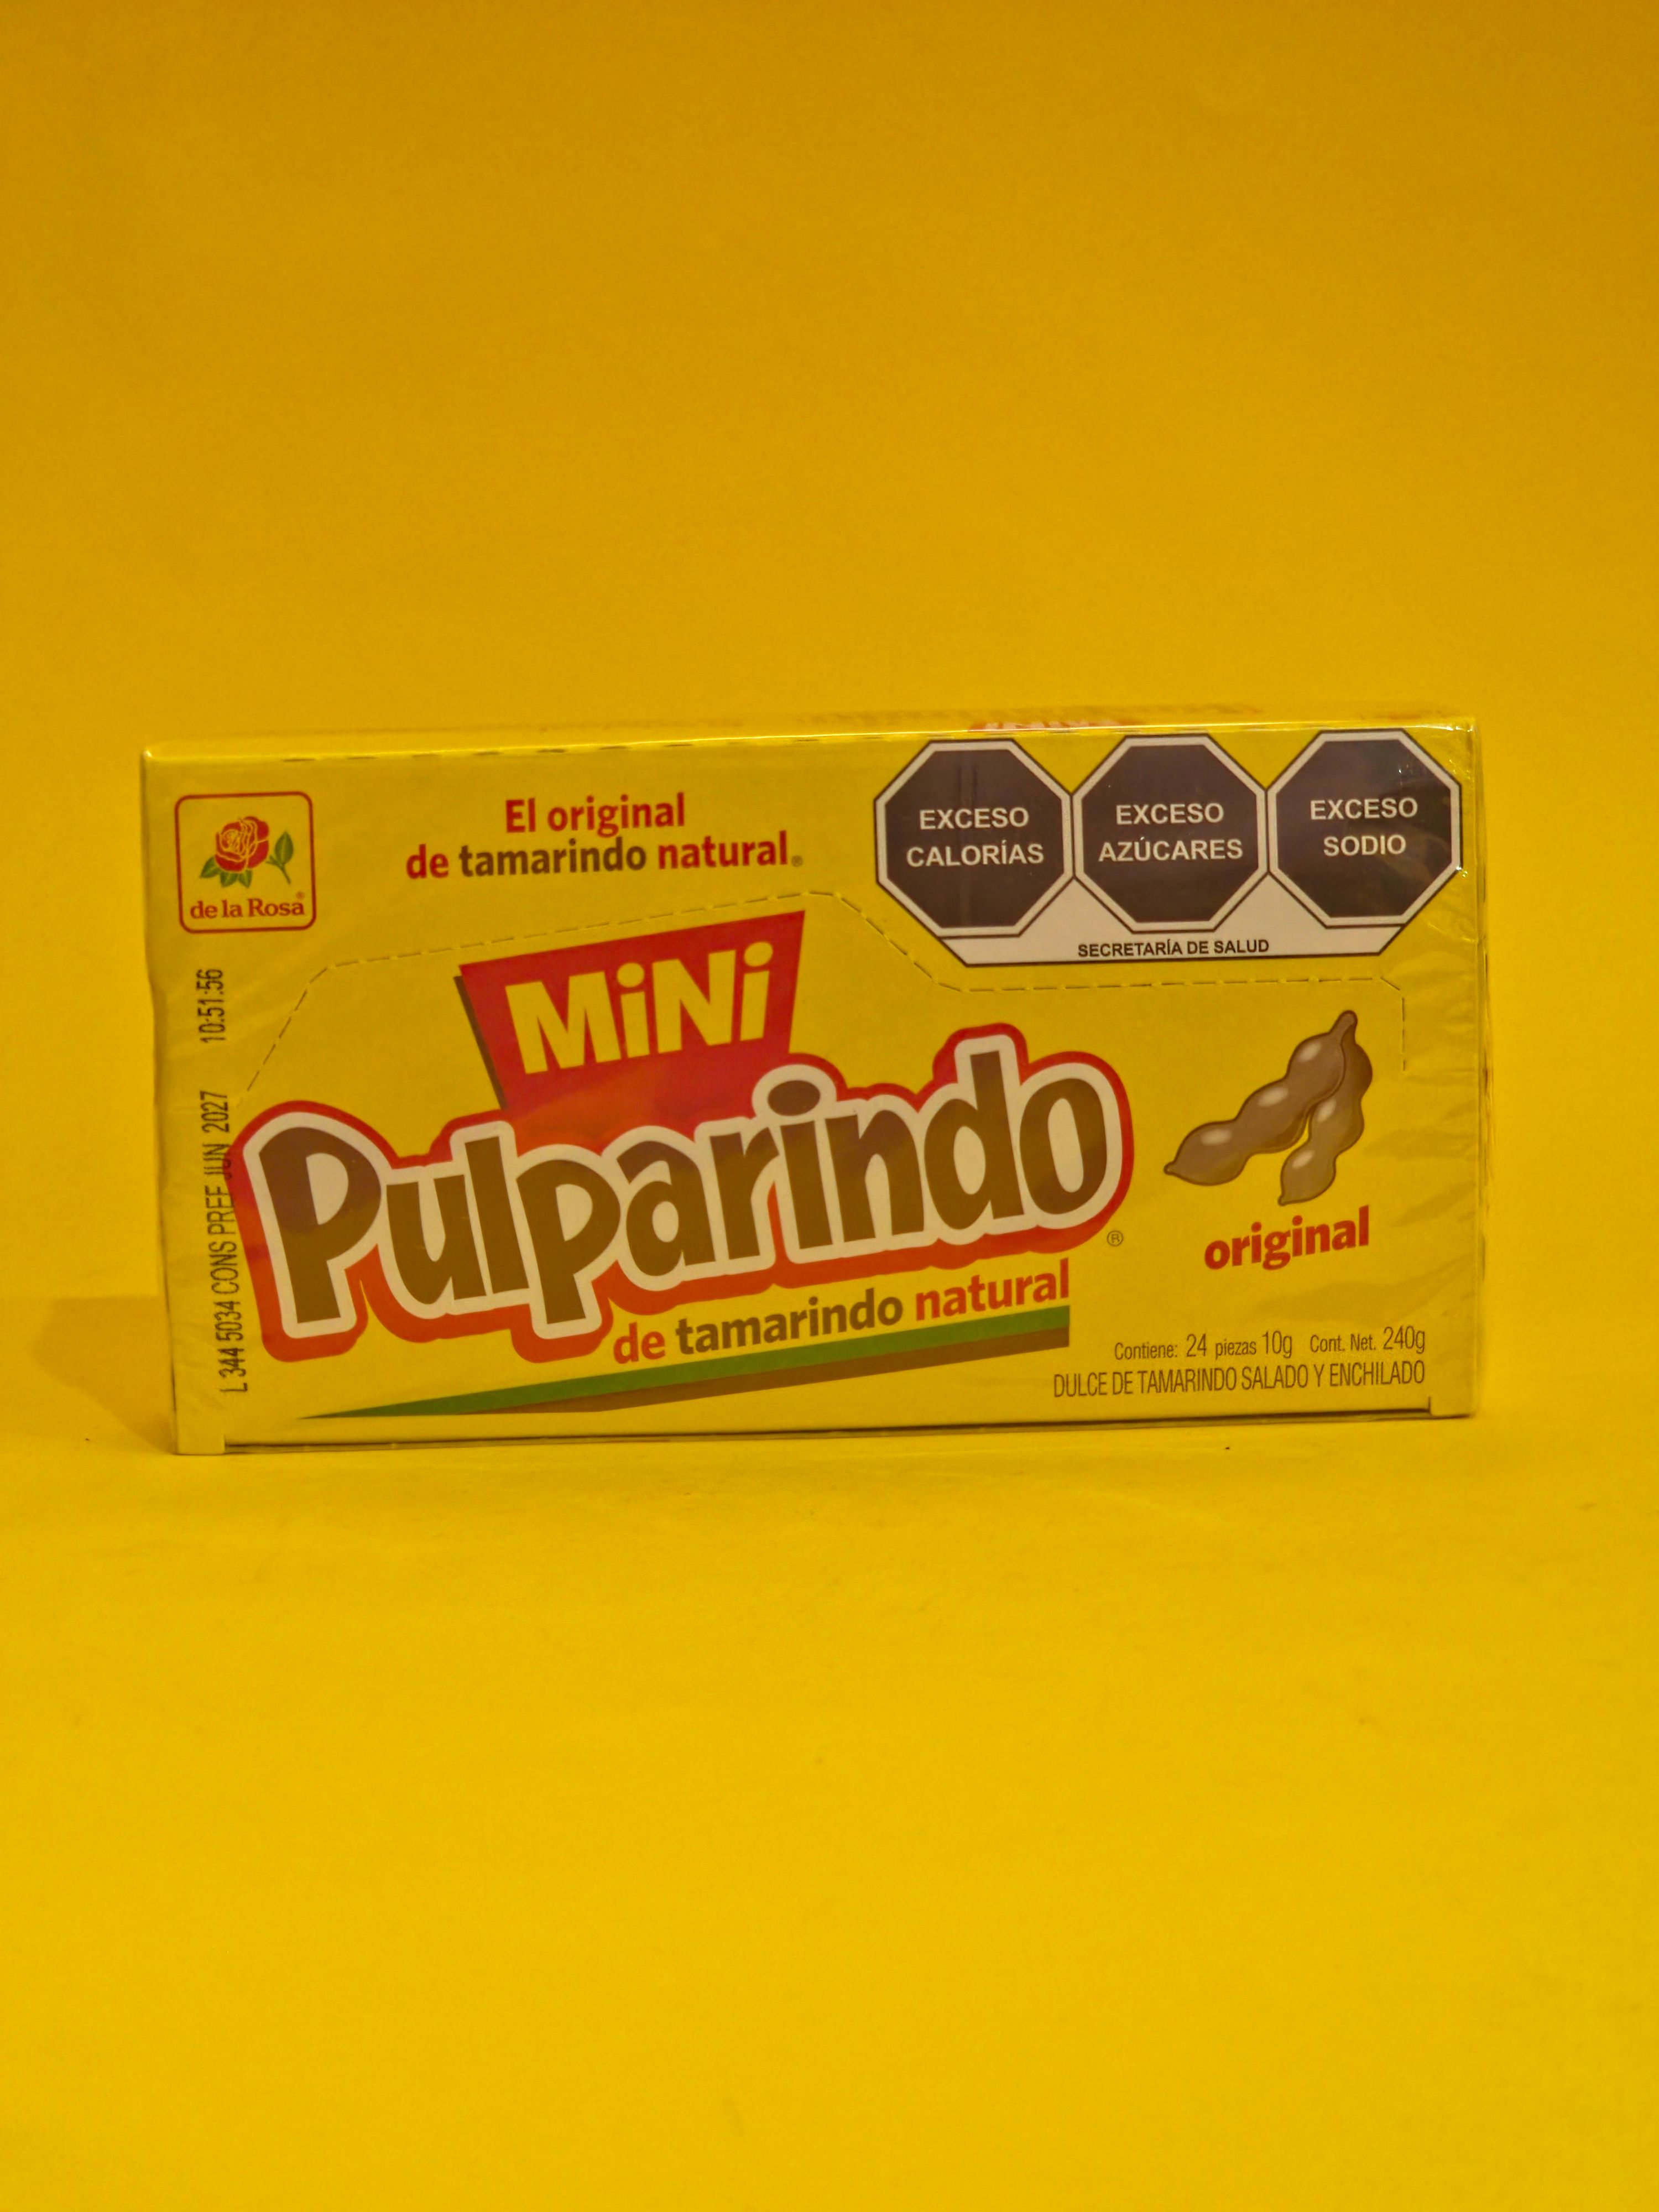 de la Rosa®
El original
de tamarindo natural®
EXCESO
CALORÍAS
EXCESO
AZÚCARES
EXCESO
SODIO
SECRETARÍA DE SALUD
MiNi
Pulparindo®
de tamarindo natural
original
Contiene: 24 piezas 10g Cont. Net. 240g
DULCE DE TAMARINDO SALADO Y ENCHILADO
L 344 5034 CONS PREF JUN 2027 10:51:56